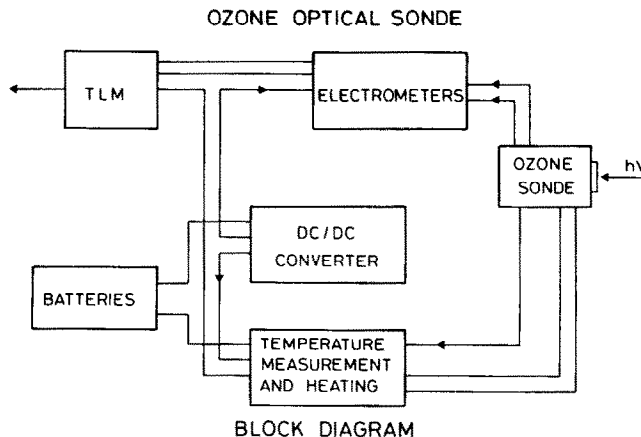 OZONE OPTICAL SONDE
TLM
ELECTROMETERS
OZONE
SONDE
hν
DC/DC
CONVERTER
BATTERIES
TEMPERATURE
MEASUREMENT
AND HEATING
BLOCK DIAGRAM